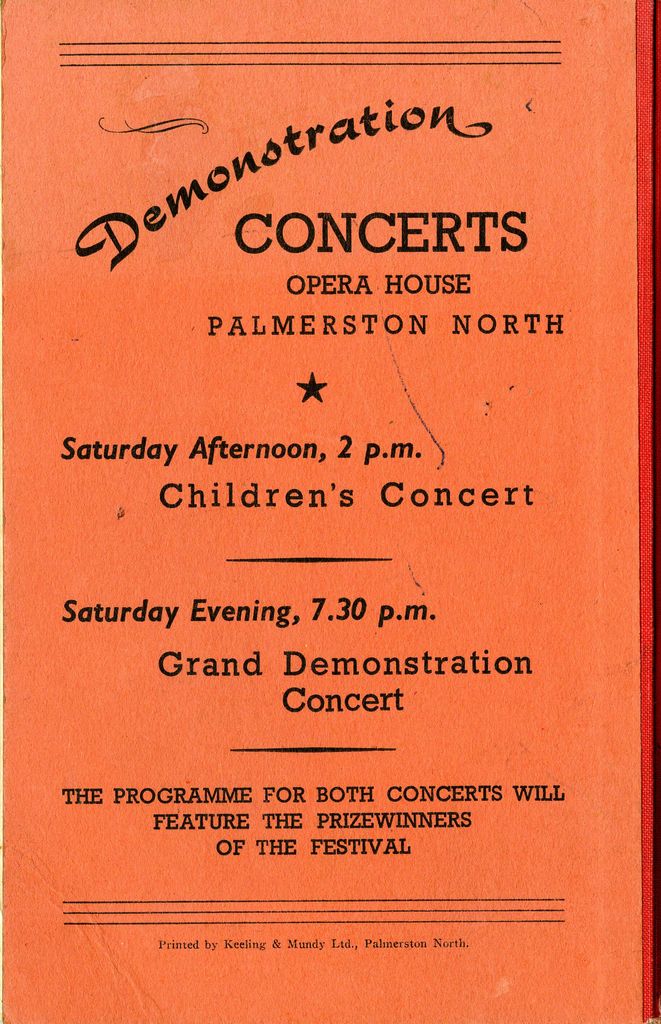 Demonstration
CONCERTS
OPERA HOUSE
PALMERSTON NORTH
Saturday Afternoon, 2 p.m.
Children's Concert
Saturday Evening, 7.30 p.m.
Grand Demonstration
Concert
THE PROGRAMME FOR BOTH CONCERTS WILL
FEATURE THE PRIZEWINNERS
OF THE FESTIVAL
Printed by Keeling & Mundy Ltd., Palmerston North.